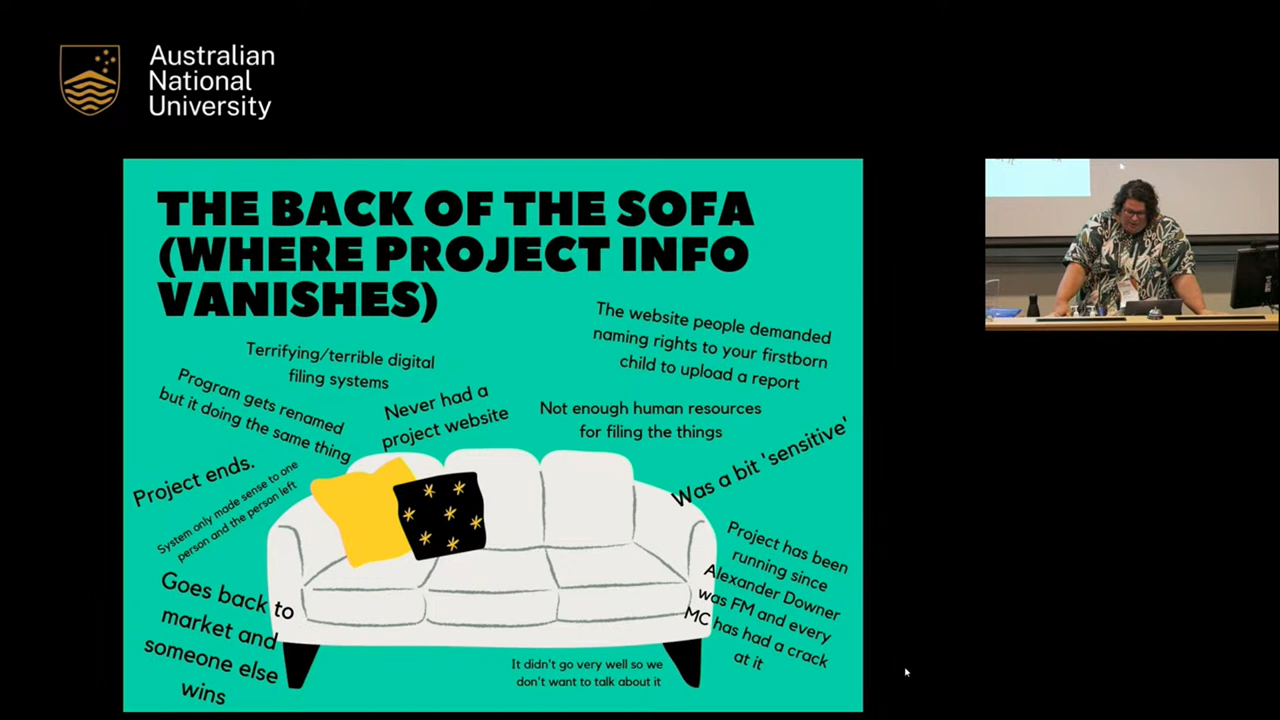 Australian
National
University
THE BACK OF THE SOFA
(WHERE PROJECT INFO
VANISHES)
The website people demanded
naming rights to your firstborn
child to upload a report
Terrifying/terrible digital
filing systems
Program gets renamed
but it doing the same thing
Never had a
project website
Not enough human resources
for filing the things
Was a bit 'sensitive'
Project ends.
System only made sense to one
person and the person left
Project has been
running since
Alexander Downer
was FM and every
MC has had a crack
at it
Goes back to
market and
someone else
wins
It didn't go very well so we
don't want to talk about it